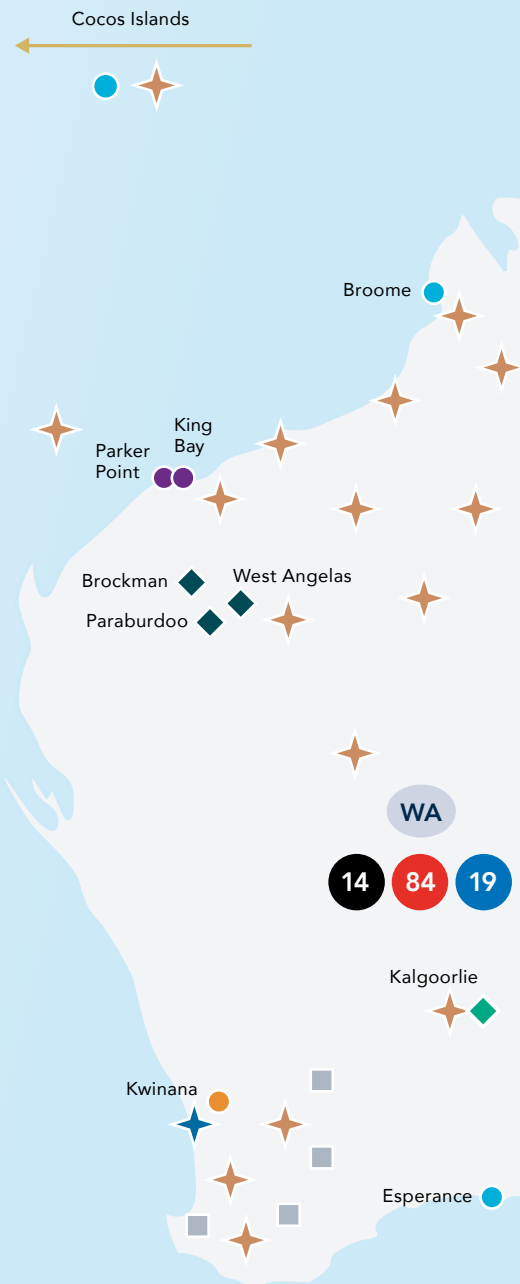 Cocos Islands
Broome
King
Bay
Parker
Point
Brockman
West Angelas
Paraburdoo
WA
14
84
19
Kalgoorlie
Kwinana
Esperance